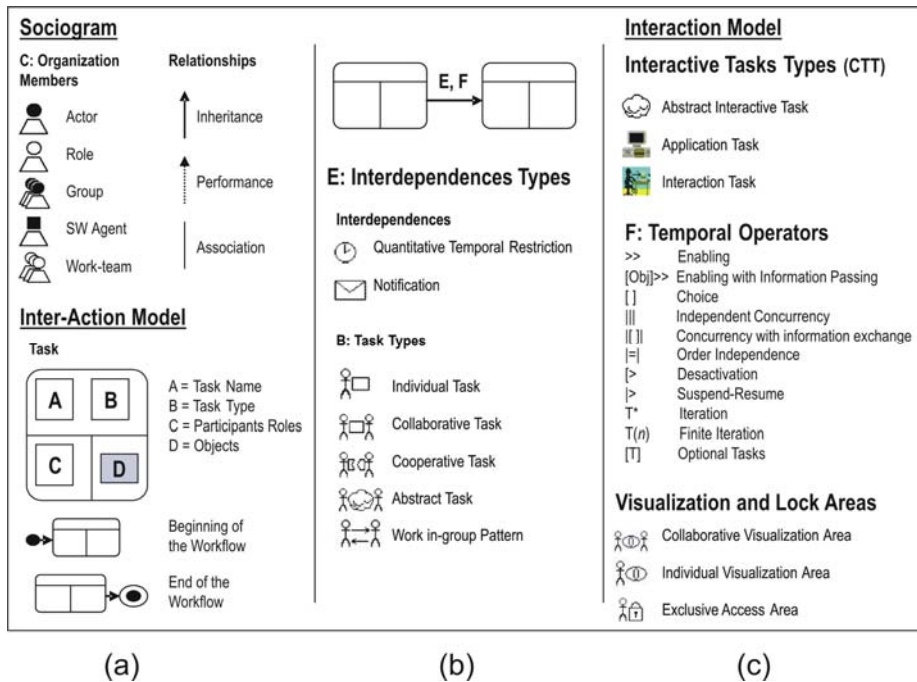 Sociogram
C: Organization
Members
Relationships
Actor
Role
Group
SW Agent
Work-team
Inheritance
Performance
Association
Inter-Action Model
Task
A
B
C
D
A = Task Name
B = Task Type
C = Participants Roles
D = Objects
Beginning of
the Workflow
End of the
Workflow
(a)
E, F
E: Interdependences Types
Interdependences
Quantitative Temporal Restriction
Notification
B: Task Types
Individual Task
Collaborative Task
Cooperative Task
Abstract Task
Work in-group Pattern
(b)
Interaction Model
Interactive Tasks Types (CTT)
Abstract Interactive Task
Application Task
Interaction Task
F: Temporal Operators
>> Enabling
[Obj]>> Enabling with Information Passing
[ ] Choice
||| Independent Concurrency
|[ ]| Concurrency with information exchange
|=| Order Independence
[> Desactivation
|> Suspend-Resume
T* Iteration
T(n) Finite Iteration
[T] Optional Tasks
Visualization and Lock Areas
Collaborative Visualization Area
Individual Visualization Area
Exclusive Access Area
(c)